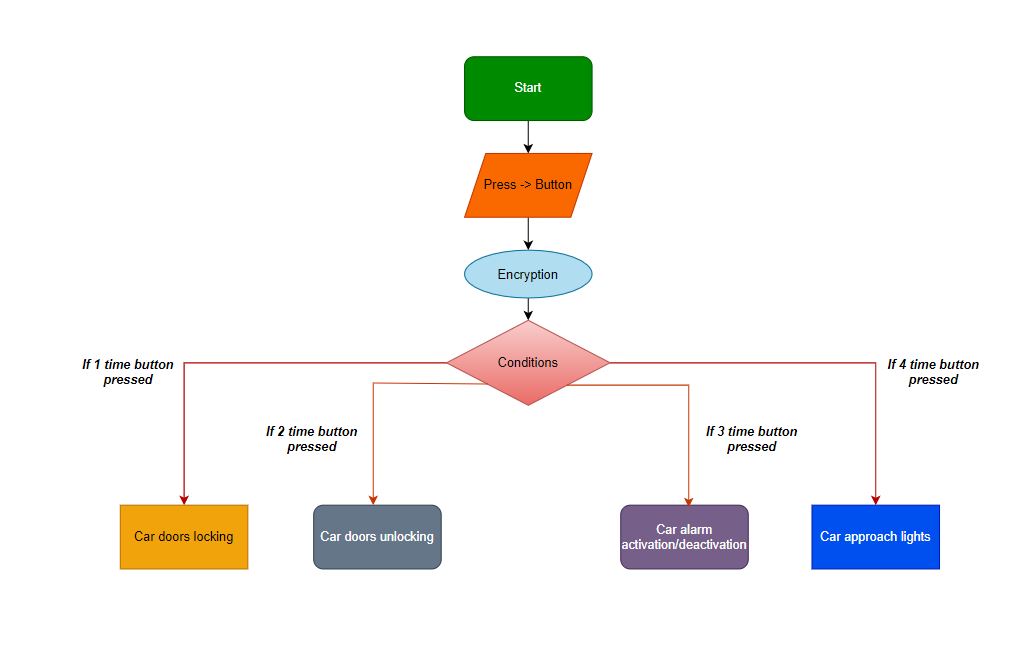 Start
Press -> Button
Encryption
Conditions
If 1 time button
pressed
If 4 time button
pressed
If 2 time button
pressed
If 3 time button
pressed
Car doors locking
Car doors unlocking
Car alarm
activation/deactivation
Car approach lights